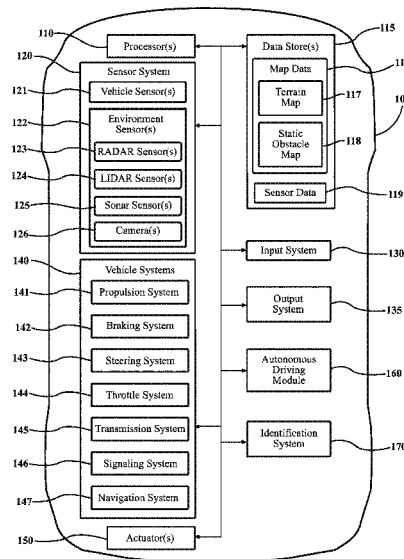 110
Processor(s)
120
Sensor System
121
Vehicle Sensor(s)
122
Environment
Sensor(s)
123
RADAR Sensor(s)
124
LIDAR Sensor(s)
125
Sonar Sensor(s)
126
Camera(s)
140
Vehicle Systems
141
Propulsion System
142
Braking System
143
Steering System
144
Throttle System
145
Transmission System
146
Signaling System
147
Navigation System
150
Actuator(s)
115
Data Store(s)
Map Data
11
Terrain
Map
117
10
Static
Obstacle
Map
118
Sensor Data
119
Input System
130
Output
System
135
Autonomous
Driving
Module
160
Identification
System
170